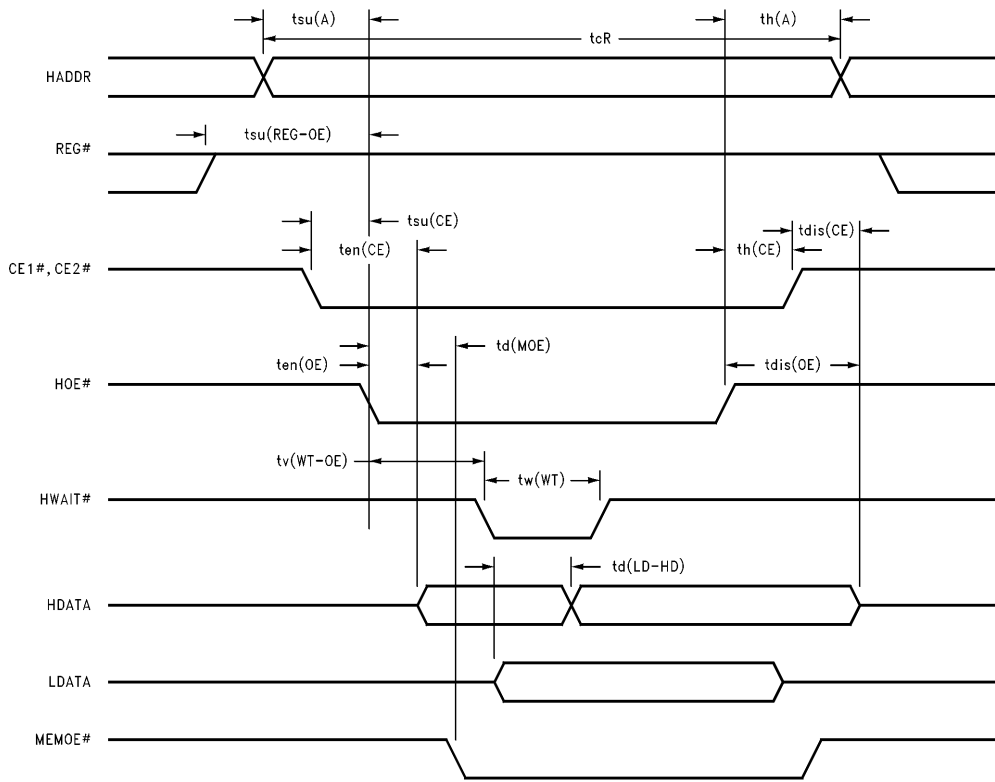 tsu(A)
th(A)
tcR
HADDR
tsu(REG-OE)
REG#
tsu(CE)
tdis(CE)
ten(CE)
th(CE)
CE1#,CE2#
td(MOE)
ten(OE)
tdis(OE)
HOE#
tv(WT-OE)
tw(WT)
HWAIT#
td(LD-HD)
HDATA
LDATA
MEMOE#